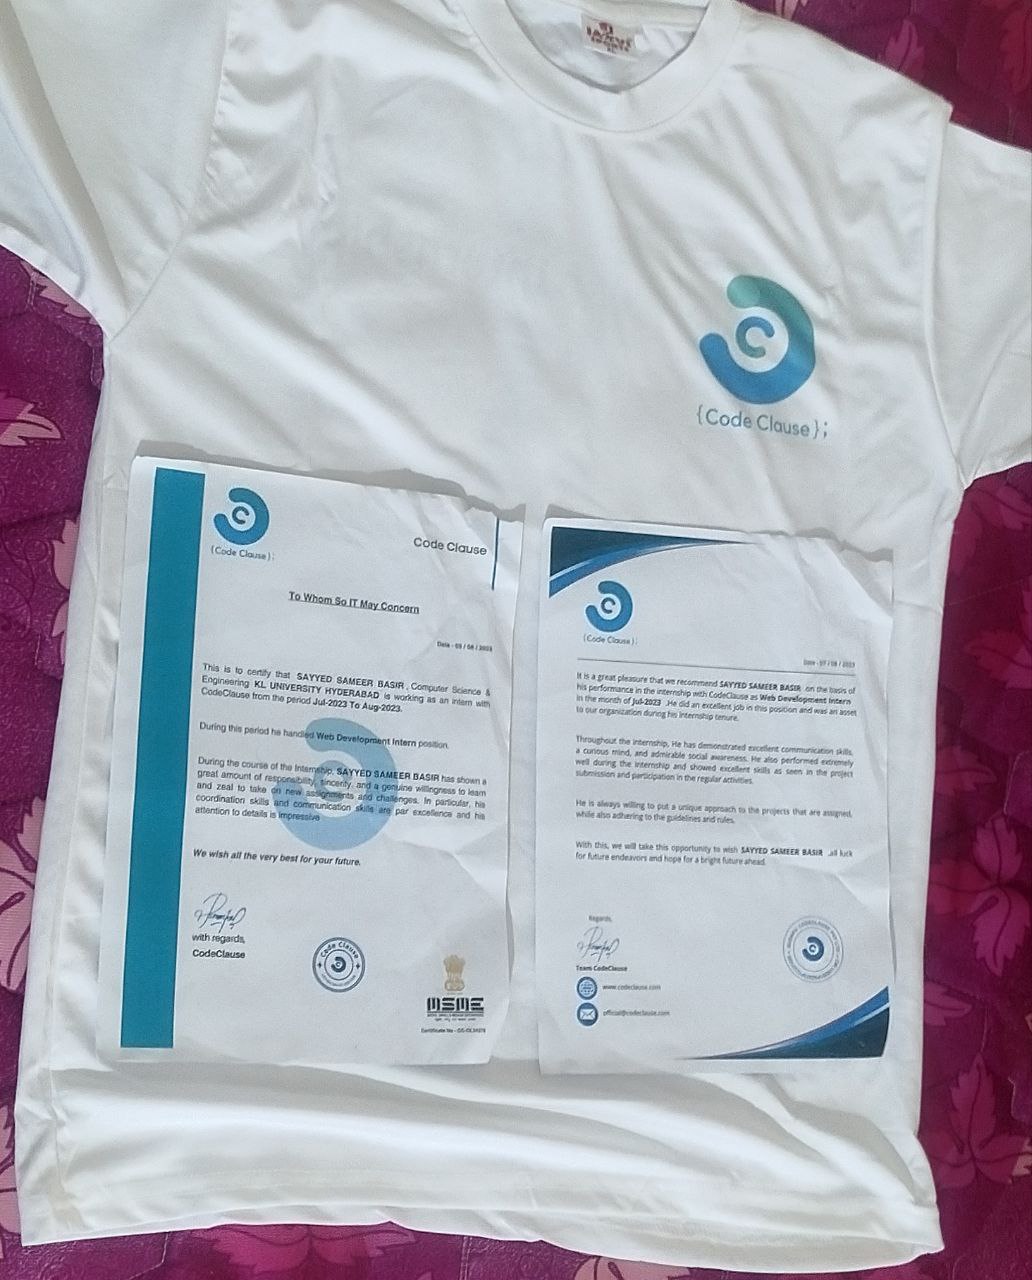 {Code Clause};
{Code Clause};
Code Clause
To Whom So IT May Concern
Date - 09 / 08 / 2023
This is to certify that SAYYED SAMEER BASIR , Computer Science &
Engineering KL UNIVERSITY HYDERABAD is working as an intern with
CodeClause from the period Jul-2023 To Aug-2023.
During this period he handled Web Development Intern position.
During the course of the Internship, SAYYED SAMEER BASIR has shown a
great amount of responsibility, sincerity, and a genuine willingness to learn
and zeal to take on new assignments and challenges. In particular, his
coordination skills and communication skills are par excellence and his
attention to details is impressive
We wish all the very best for your future.
with regards,
CodeClause
Code Clause
MSME
Certificate No -
{Code Clause};
Date - 07 / 08 / 2023
It is a great pleasure that we recommend SAYYED SAMEER BASIR on the basis of
his performance in the internship with CodeClause as Web Development Intern
in the month of Jul-2023 .He did an excellent job in this position and was an asset
to our organization during his internship tenure.
Throughout the internship, He has demonstrated excellent communication skills,
a curious mind, and admirable social awareness. He also performed extremely
well during the internship and showed excellent skills as seen in the project
submission and participation in the regular activities.
He is always willing to put a unique approach to the projects that are assigned,
while also adhering to the guidelines and rules.
With this, we will take this opportunity to wish SAYYED SAMEER BASIR ,all luck
for future endeavors and hope for a bright future ahead.
Regards,
Team CodeClause
www.codeclause.com
official@codeclause.com